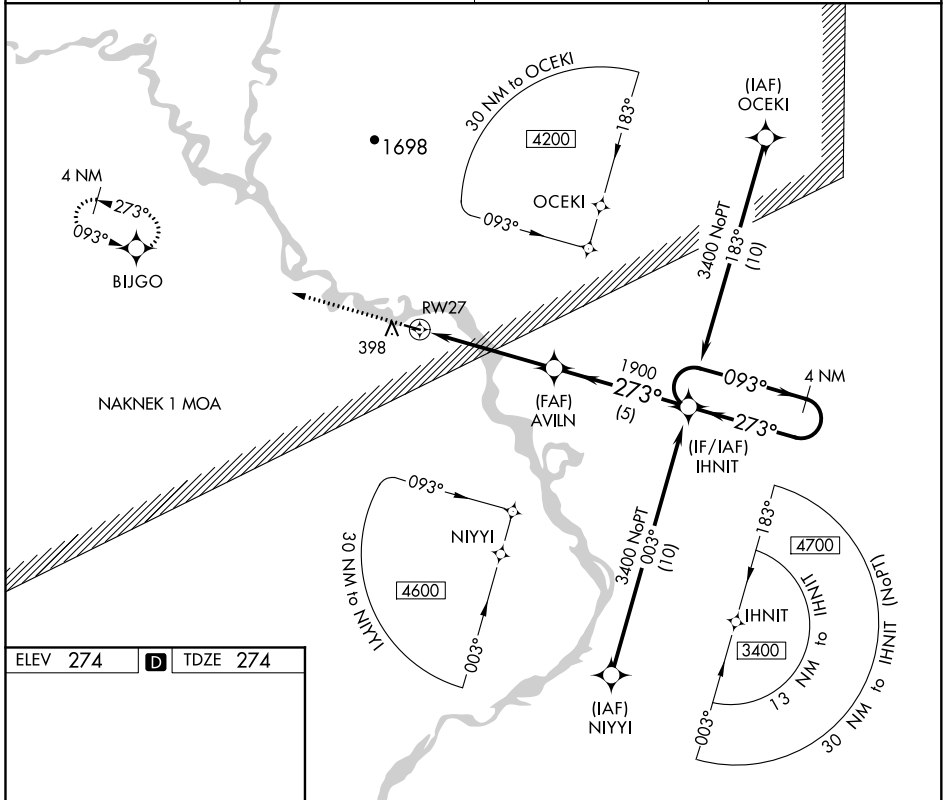 30 NM to OCEKI
4200
183°
OCEKI
093°
(IAF)
OCEKI
1698
4 NM
273°
093°
BIJGO
3400 NoPT
183°
(10)
RW27
398
1900
273°
(5)
(FAF)
AVILN
093°
4 NM
273°
(IF/IAF)
IHNIT
NAKNEK 1 MOA
093°
NIYYI
4600
003°
30 NM to NIYYI
3400 NoPT
003°
(10)
(IAF)
NIYYI
183°
4700
IHNIT
3400
003°
13 NM to IHNIT
30 NM to IHNIT (NoPT)
ELEV 274 D TDZE 274